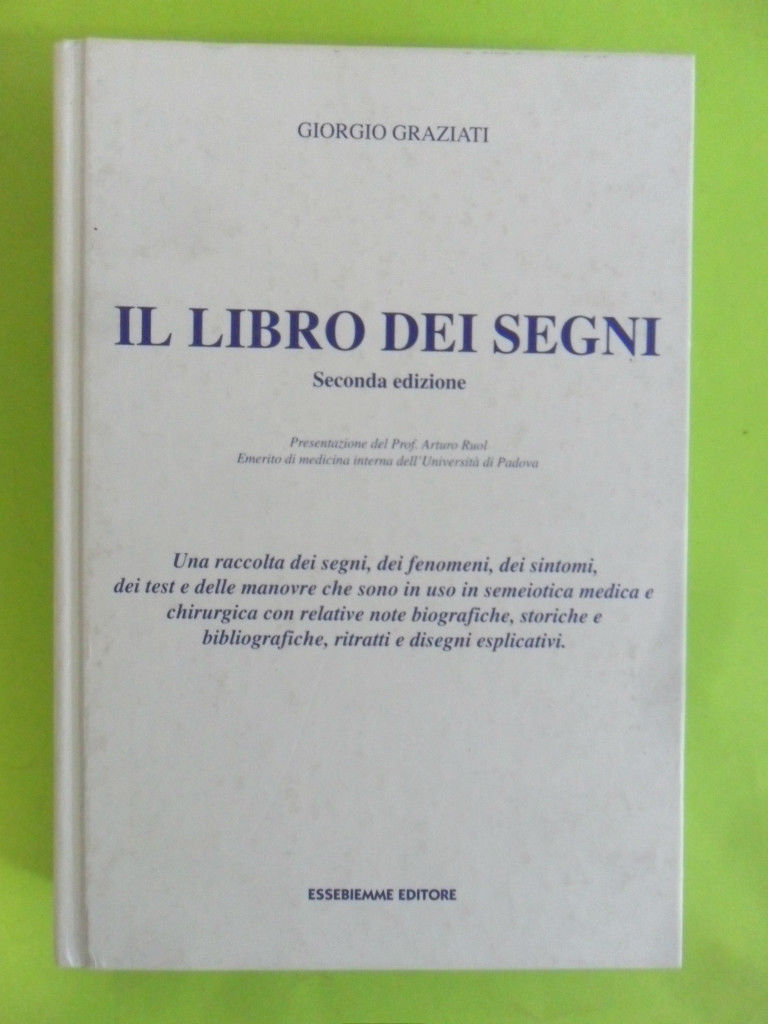 GIORGIO GRAZIATI
IL LIBRO DEI SEGNI
Seconda edizione
Presentazione del Prof. Arturo Ruol
Emerito di medicina interna dell'Università di Padova
Una raccolta dei segni, dei fenomeni, dei sintomi,
dei test e delle manovre che sono in uso in semeiotica medica e
chirurgica con relative note biografiche, storiche e
bibliografiche, ritratti e disegni esplicativi.
ESSEBIEMME EDITORE